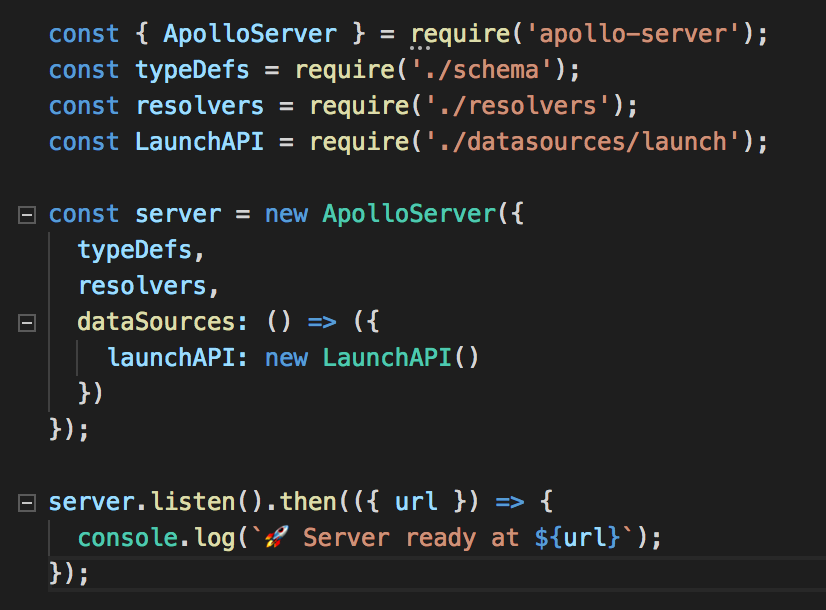 const { ApolloServer } = require('apollo-server');
const typeDefs = require('./schema');
const resolvers = require('./resolvers');
const LaunchAPI = require('./datasources/launch');

const server = new ApolloServer({
  typeDefs,
  resolvers,
  dataSources: () => ({
    launchAPI: new LaunchAPI()
  })
});

server.listen().then(({ url }) => {
  console.log(`🚀 Server ready at ${url}`);
});